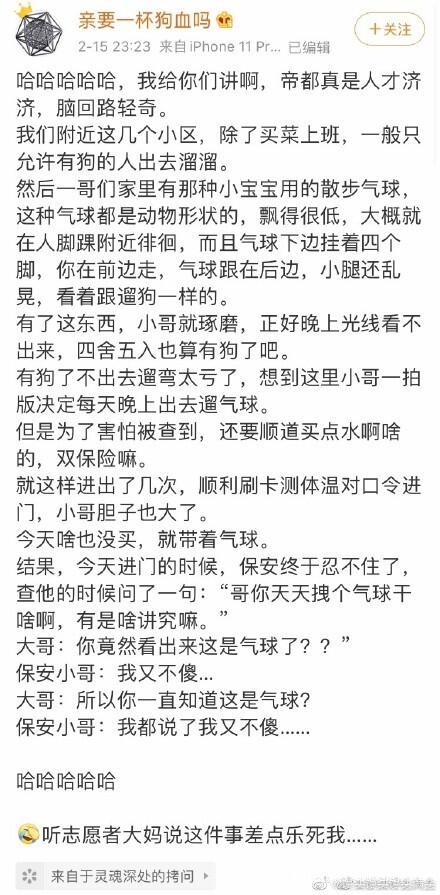 亲要一杯狗血吗
2-15 23:23 来自iPhone 11 Pr... 已编辑
+关注
哈哈哈哈哈，我给你们讲啊，帝都真是人才济
济，脑回路轻奇。
我们附近这几个小区，除了买菜上班，一般只
允许有狗的人出去溜溜。
然后一哥们家里有那种小宝宝用的散步气球，
这种气球都是动物形状的，飘得很低，大概就
在人脚踝附近徘徊，而且气球下边挂着四个
脚，你在前边走，气球跟在后边，小腿还乱
晃，看着跟遛狗一样的。
有了这东西，小哥就琢磨，正好晚上光线看不
出来，四舍五入也算有狗了吧。
有狗了不出去遛弯太亏了，想到这里小哥一拍
版决定每天晚上出去遛气球。
但是为了害怕被查到，还要顺道买点水啊啥
的，双保险嘛。
就这样进出了几次，顺利刷卡测体温对口令进
门，小哥胆子也大了。
今天啥也没买，就带着气球。
结果，今天进门的时候，保安终于忍不住了，
查他的时候问了一句：“哥你天天拽个气球干
啥啊，有是啥讲究嘛。”
大哥：你竟然看出来这是气球了？？”
保安小哥：我又不傻...
大哥：所以你一直知道这是气球？
保安小哥：我都说了我又不傻……
哈哈哈哈哈
听志愿者大妈说这件事差点乐死我……
来自于灵魂深处的拷问